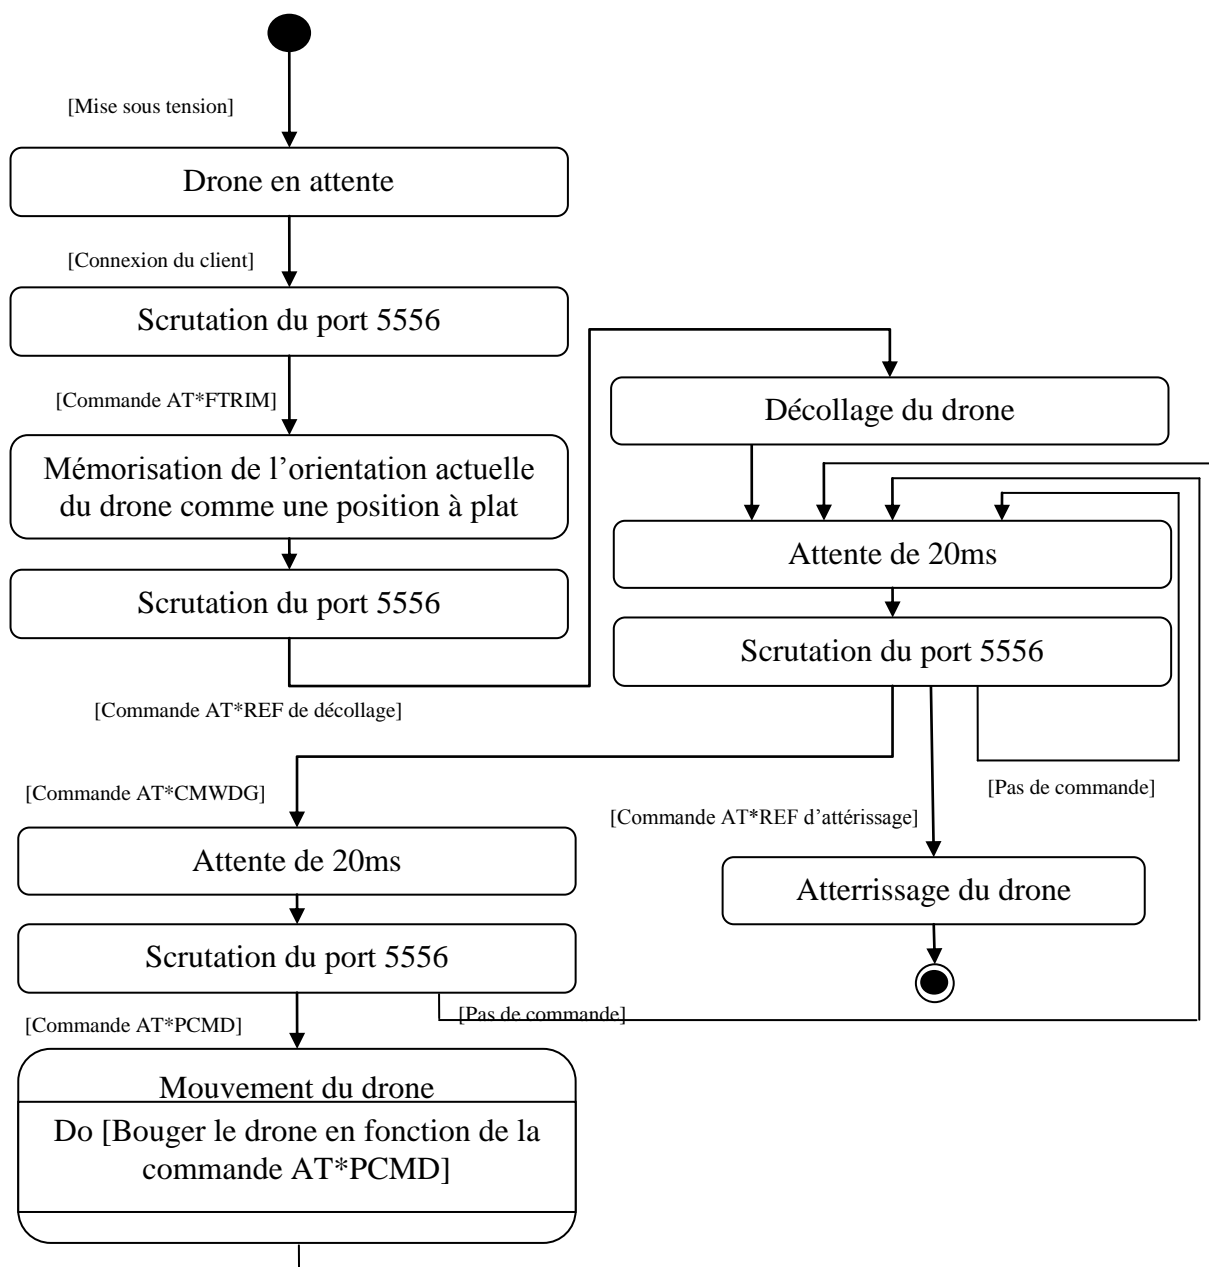 [Mise sous tension]
Drone en attente
[Connexion du client]
Scrutation du port 5556
[Commande AT*FTRIM]
Mémorisation de l’orientation actuelle
du drone comme une position à plat
Scrutation du port 5556
[Commande AT*REF de décollage]
Décollage du drone
Attente de 20ms
Scrutation du port 5556
[Pas de commande]
[Commande AT*REF d’attérissage]
Atterrissage du drone
[Commande AT*CMWDG]
Attente de 20ms
Scrutation du port 5556
[Pas de commande]
[Commande AT*PCMD]
Mouvement du drone
Do [Bouger le drone en fonction de la
commande AT*PCMD]